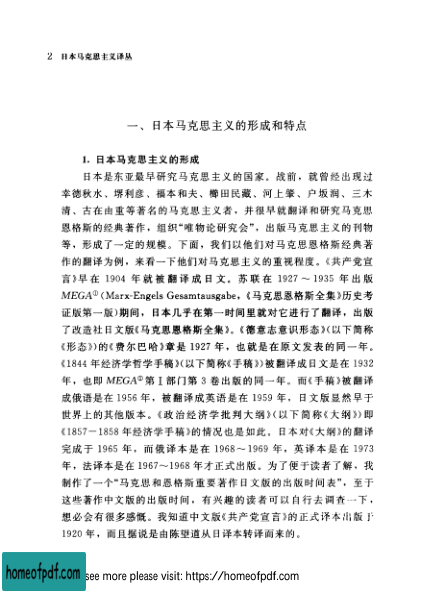 2 日本马克思主义译丛
一、日本马克思主义的形成和特点
1. 日本马克思主义的形成
日本是东亚最早研究马克思主义的国家。战前，就曾经出现过
幸德秋水、堺利彦、福本和夫、栉田民藏、河上肇、户坂润、三木
清、古在由重等著名的马克思主义者，并很早就翻译和研究马克思
恩格斯的经典著作，组织“唯物论研究会”，出版马克思主义的刊物
等，形成了一定的规模。下面，我们以他们对马克思恩格斯经典著
作的翻译为例，来看一下他们对马克思主义的重视程度。《共产党宣
言》早在 1904 年就被翻译成日文。苏联在 1927～1935 年出版
MEGA①(Marx-Engels Gesamtausgabe，《马克思恩格斯全集》历史考
证版第一版)期间，日本几乎在第一时间里就对它进行了翻译，出版
了改造社日文版《马克思恩格斯全集》。《德意志意识形态》(以下简称
《形态》)的《费尔巴哈》章是 1927 年，也就是在原文发表的同一年。
《1844 年经济学哲学手稿》(以下简称《手稿》)被翻译成日文是在 1932
年，也即 MEGA①第Ⅰ部门第 3 卷出版的同一年。而《手稿》被翻译
成俄语是在 1956 年，被翻译成英语是在 1959 年，日文版显然早于
世界上的其他版本。《政治经济学批判大纲》(以下简称《大纲》)即
《1857－1858 年经济学手稿》的情况也是如此。日本对《大纲》的翻译
完成于 1965 年，而俄译本是在 1968～1969 年，英译本是在 1973
年，法译本是在 1967～1968 年才正式出版。为了便于读者了解，我
制作了一个“马克思和恩格斯重要著作日文版的出版时间表”，至于
这些著作中文版的出版时间，有兴趣的读者可以自行去调查一下，
想必会有很多感慨。我知道中文版《共产党宣言》的正式译本出版于
1920 年，而且据说是由陈望道从日译本转译而来的。
homeofpdf.com
see more please visit: https://homeofpdf.com